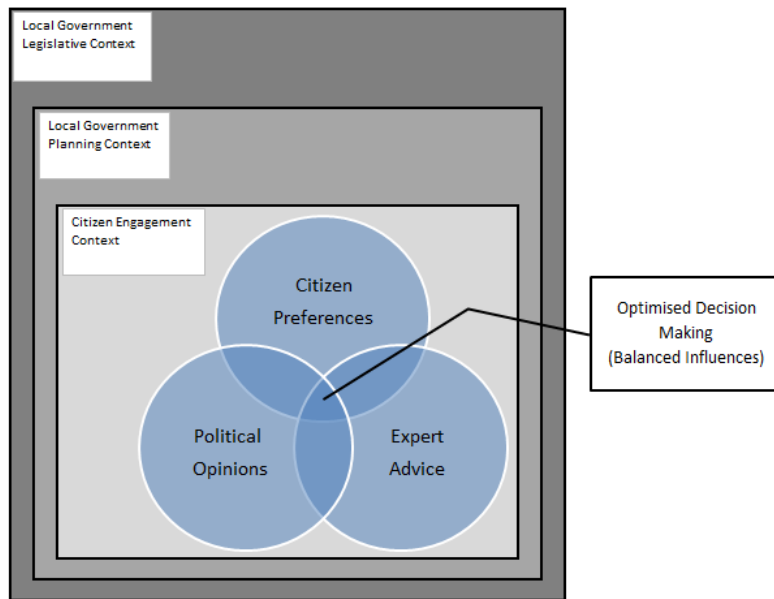 Local Government
Legislative Context
Local Government
Planning Context
Citizen Engagement
Context
Citizen
Preferences
Political
Opinions
Expert
Advice
Optimised Decision
Making
(Balanced Influences)